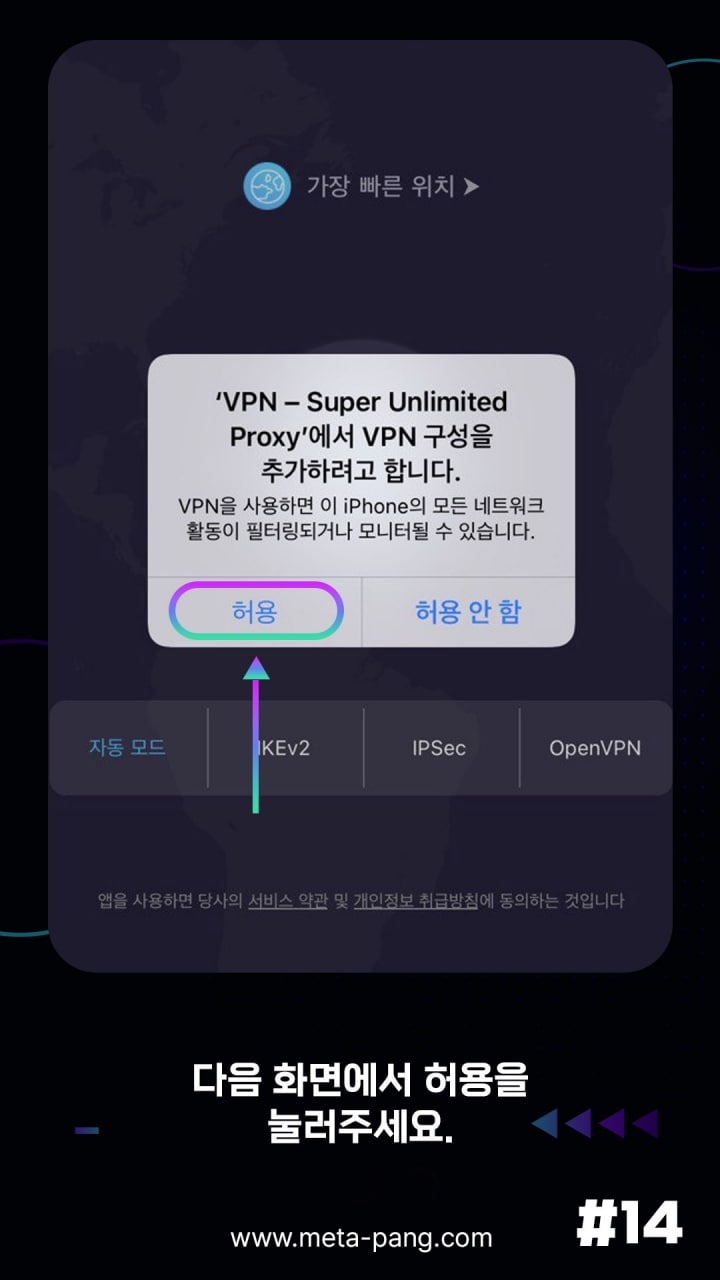 가장 빠른 위치
‘VPN – Super Unlimited
Proxy’에서 VPN 구성을
추가하려고 합니다.
VPN을 사용하면 이 iPhone의 모든 네트워크
활동이 필터링되거나 모니터될 수 있습니다.
허용
허용 안 함
자동 모드
IKEv2
IPSec
OpenVPN
앱을 사용하면 당사의 서비스 약관 및 개인정보 취급방침에 동의하는 것입니다
다음 화면에서 허용을
눌러주세요.
#14
www.meta-pang.com